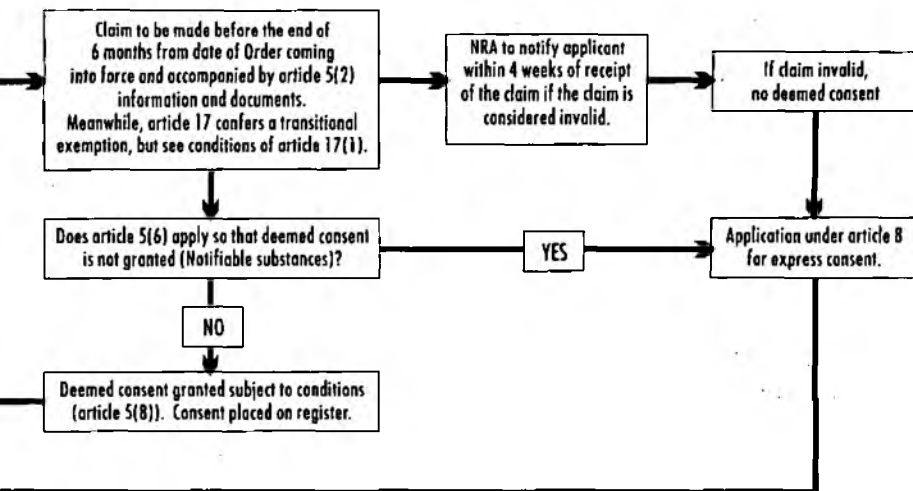 Claim to be made before the end of
6 months from date of Order coming
into force and accompanied by article 5(2)
information and documents.
Meanwhile, article 17 confers a transitional
exemption, but see conditions of article 17(1).
NRA to notify applicant
within 4 weeks of receipt
of the claim if the claim is
considered invalid.
If claim invalid,
no deemed consent
Does article 5(6) apply so that deemed consent
is not granted (Notifiable substances)?
YES
Application under article 8
for express consent.
NO
Deemed consent granted subject to conditions
(article 5(8)). Consent placed on register.